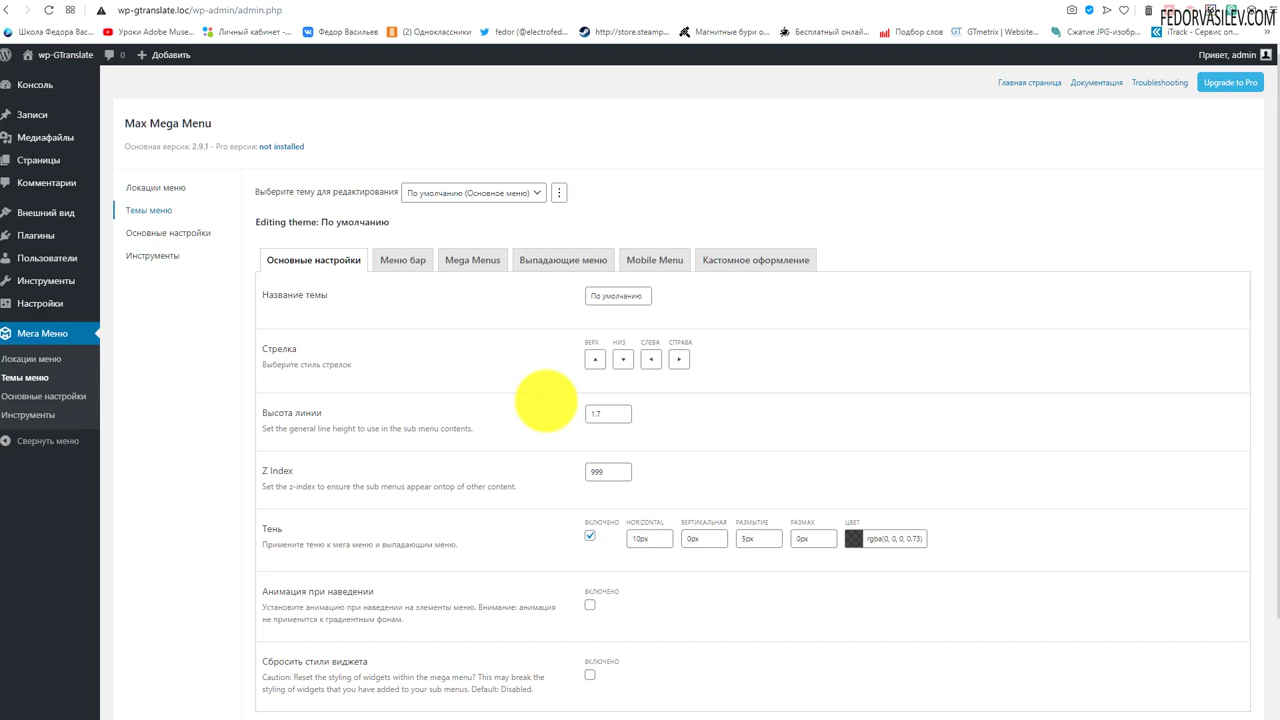 wp-gtranslate.loc/wp-admin/admin.php
FEDORVASILEV.COM
Школа Федора Вас... Уроки Adobe Muse... Личный кабинет -... Федор Васильев (2) Одноклассники fedor (@electrofed... http://store.steamp... Магнитные бури о... Бесплатный онлай... Подбор слов GTmetrix | Website... Сжатие JPG-изобр... iTrack - Сервис оп...
wp-GTranslate 0 Добавить Привет, admin
Главная страница Документация Troubleshooting Upgrade to Pro
Консоль
Записи
Медиафайлы
Страницы
Комментарии
Внешний вид
Плагины
Пользователи
Инструменты
Настройки
Мега Меню
Локации меню
Темы меню
Основные настройки
Инструменты
Свернуть меню
Max Mega Menu
Основная версия: 2.9.1 - Pro версия: not installed
Локации меню
Темы меню
Основные настройки
Инструменты
Выберите тему для редактирования По умолчанию (Основное меню)
Editing theme: По умолчанию
Основные настройки Меню бар Mega Menus Выпадающие меню Mobile Menu Кастомное оформление
Название темы По умолчанию
ВЕРХ НИЗ СЛЕВА СПРАВА
Стрелка
Выберите стиль стрелок
Высота линии 1.7
Set the general line height to use in the sub menu contents.
Z Index 999
Set the z-index to ensure the sub menus appear ontop of other content.
ВКЛЮЧЕНО HORIZONTAL ВЕРТИКАЛЬНАЯ РАЗМЫТИЕ РАЗМАХ ЦВЕТ
Тень 10px 0px 5px 0px rgba(0, 0, 0, 0.73)
Примените теню к мега меню и выпадающим меню.
Анимация при наведении ВКЛЮЧЕНО
Установите анимацию при наведении на элементы меню. Внимание: анимация
не применится к градиентным фонам.
Сбросить стили виджета ВКЛЮЧЕНО
Caution: Reset the styling of widgets within the mega menu? This may break the
styling of widgets that you have added to your sub menus. Default: Disabled.